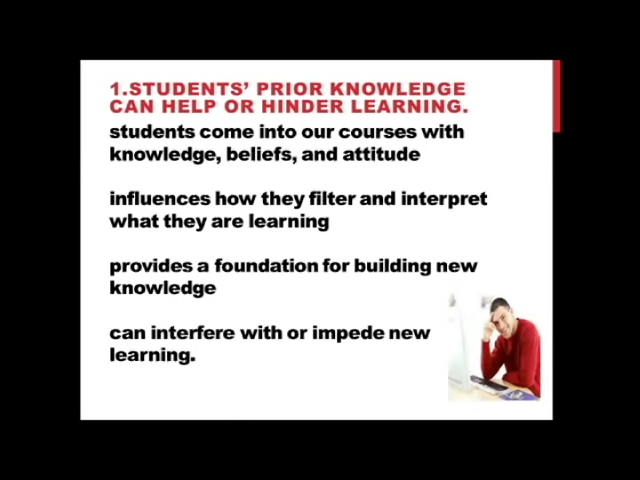 1.STUDENTS’ PRIOR KNOWLEDGE
CAN HELP OR HINDER LEARNING.
students come into our courses with
knowledge, beliefs, and attitude
influences how they filter and interpret
what they are learning
provides a foundation for building new
knowledge
can interfere with or impede new
learning.